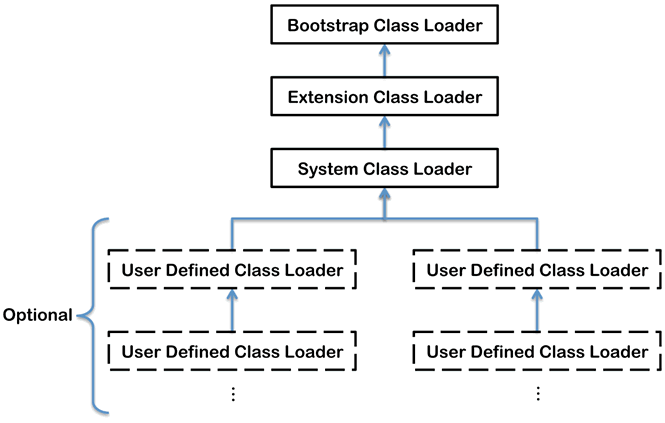 Bootstrap Class Loader
Extension Class Loader
System Class Loader
User Defined Class Loader
User Defined Class Loader
Optional
User Defined Class Loader
User Defined Class Loader
⋮
⋮